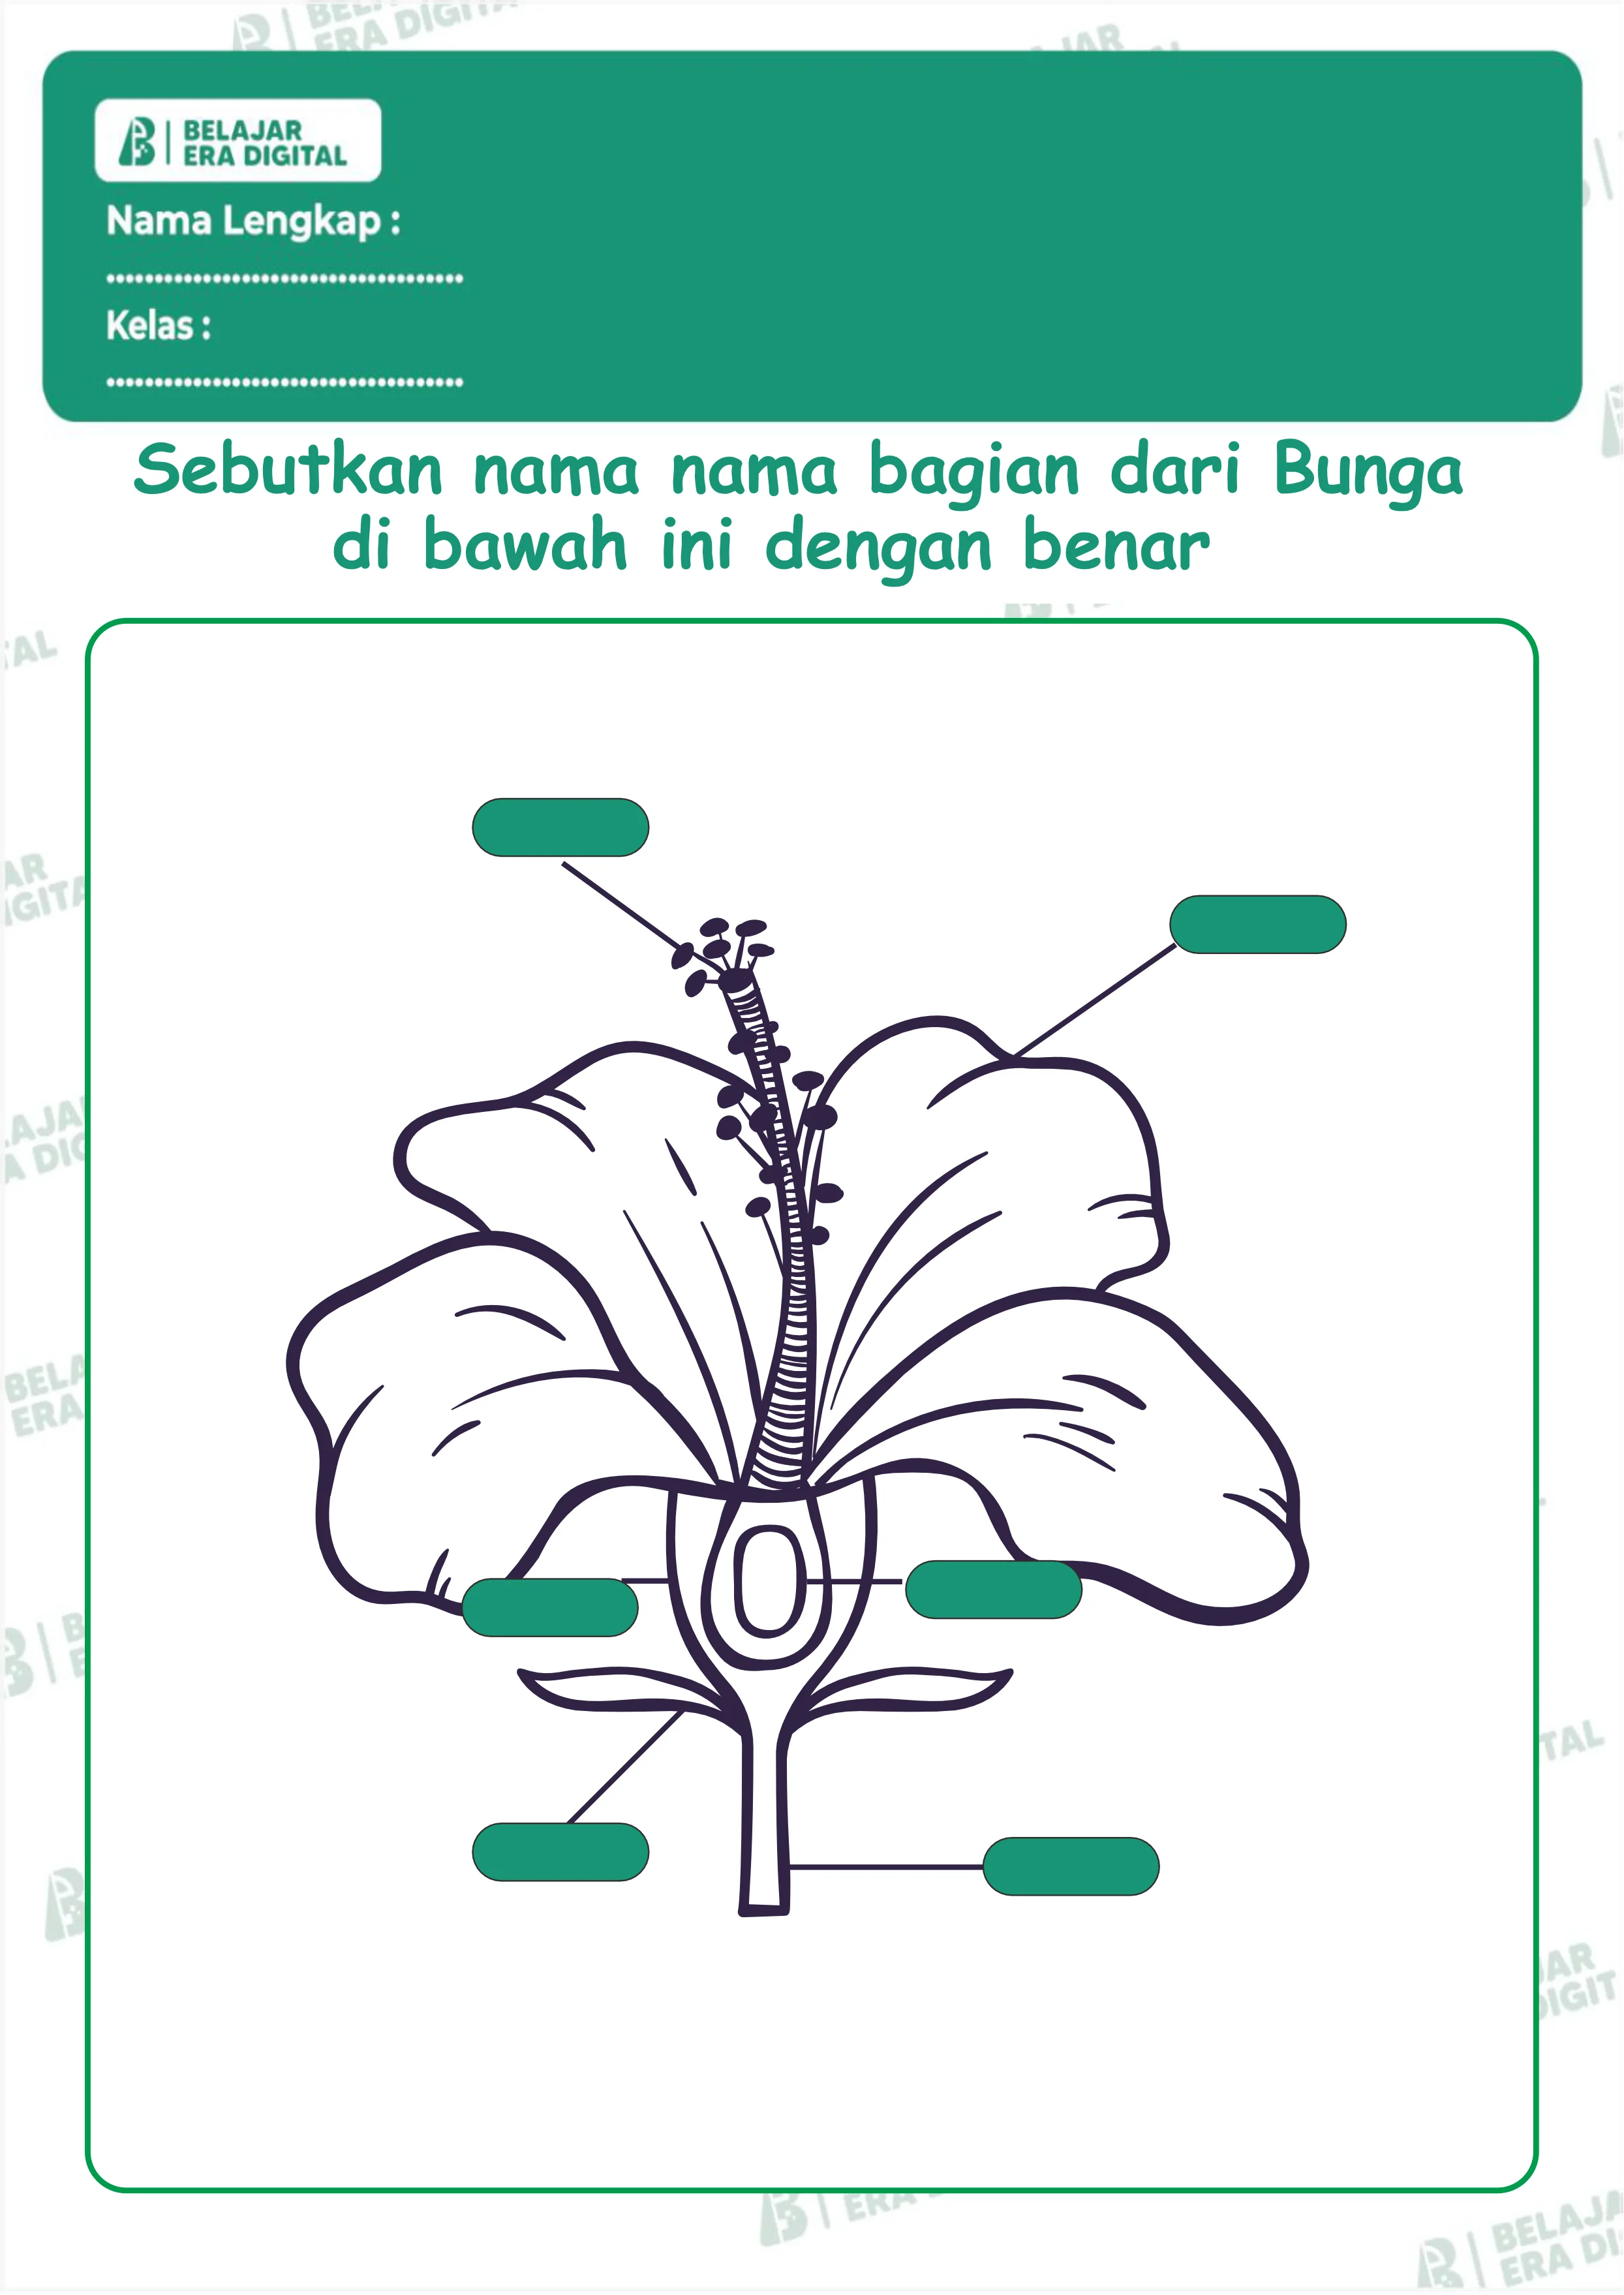 BELAJAR
ERA DIGITAL
Nama Lengkap :
.....................................
Kelas :
.....................................
Sebutkan nama nama bagian dari Bunga
di bawah ini dengan benar